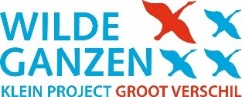 WILDE
GANZEN
KLEIN PROJECT GROOT VERSCHIL